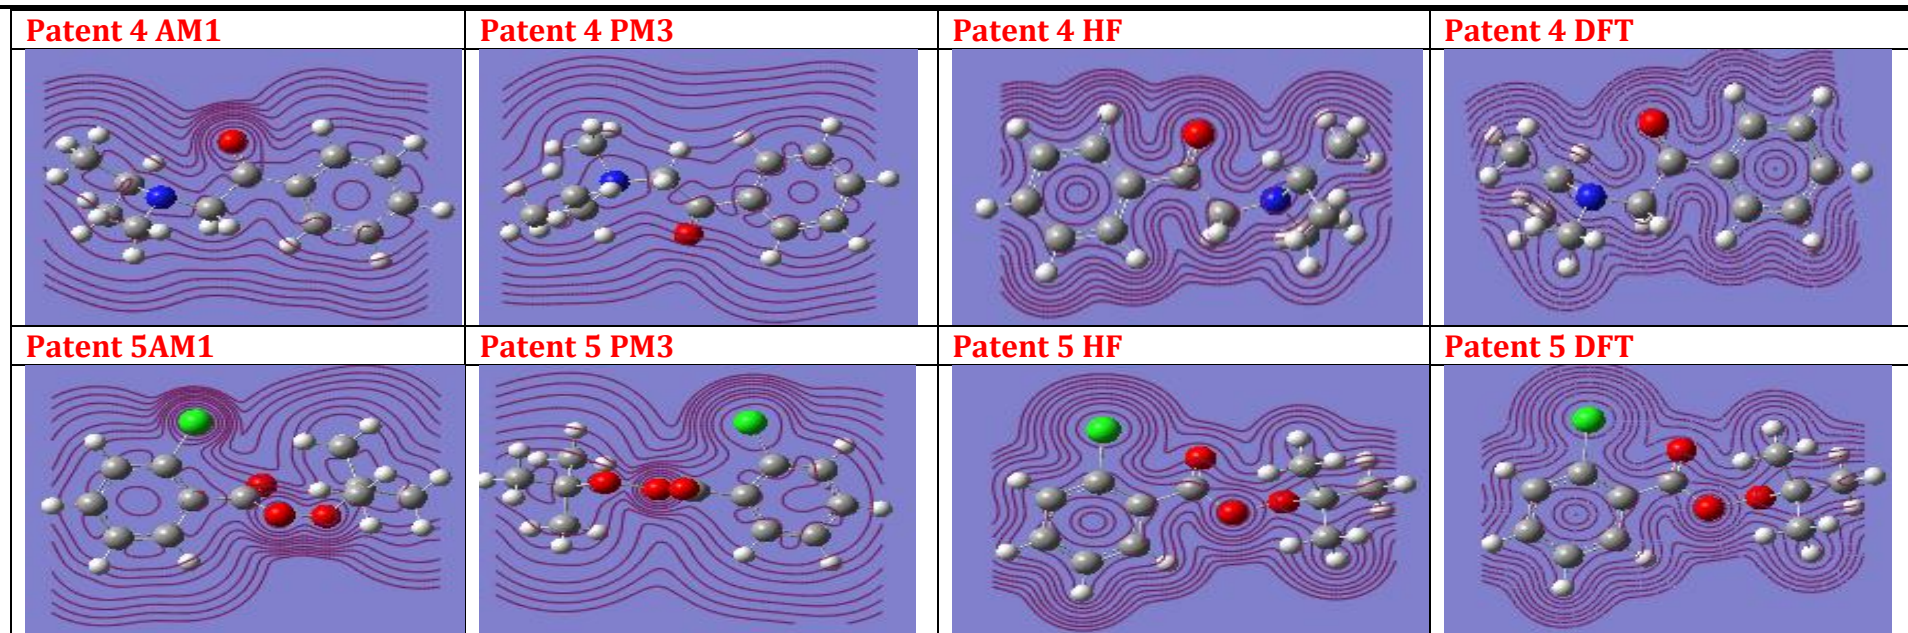 Patent 4 AM1
Patent 4 PM3
Patent 4 HF
Patent 4 DFT
Patent 5AM1
Patent 5 PM3
Patent 5 HF
Patent 5 DFT